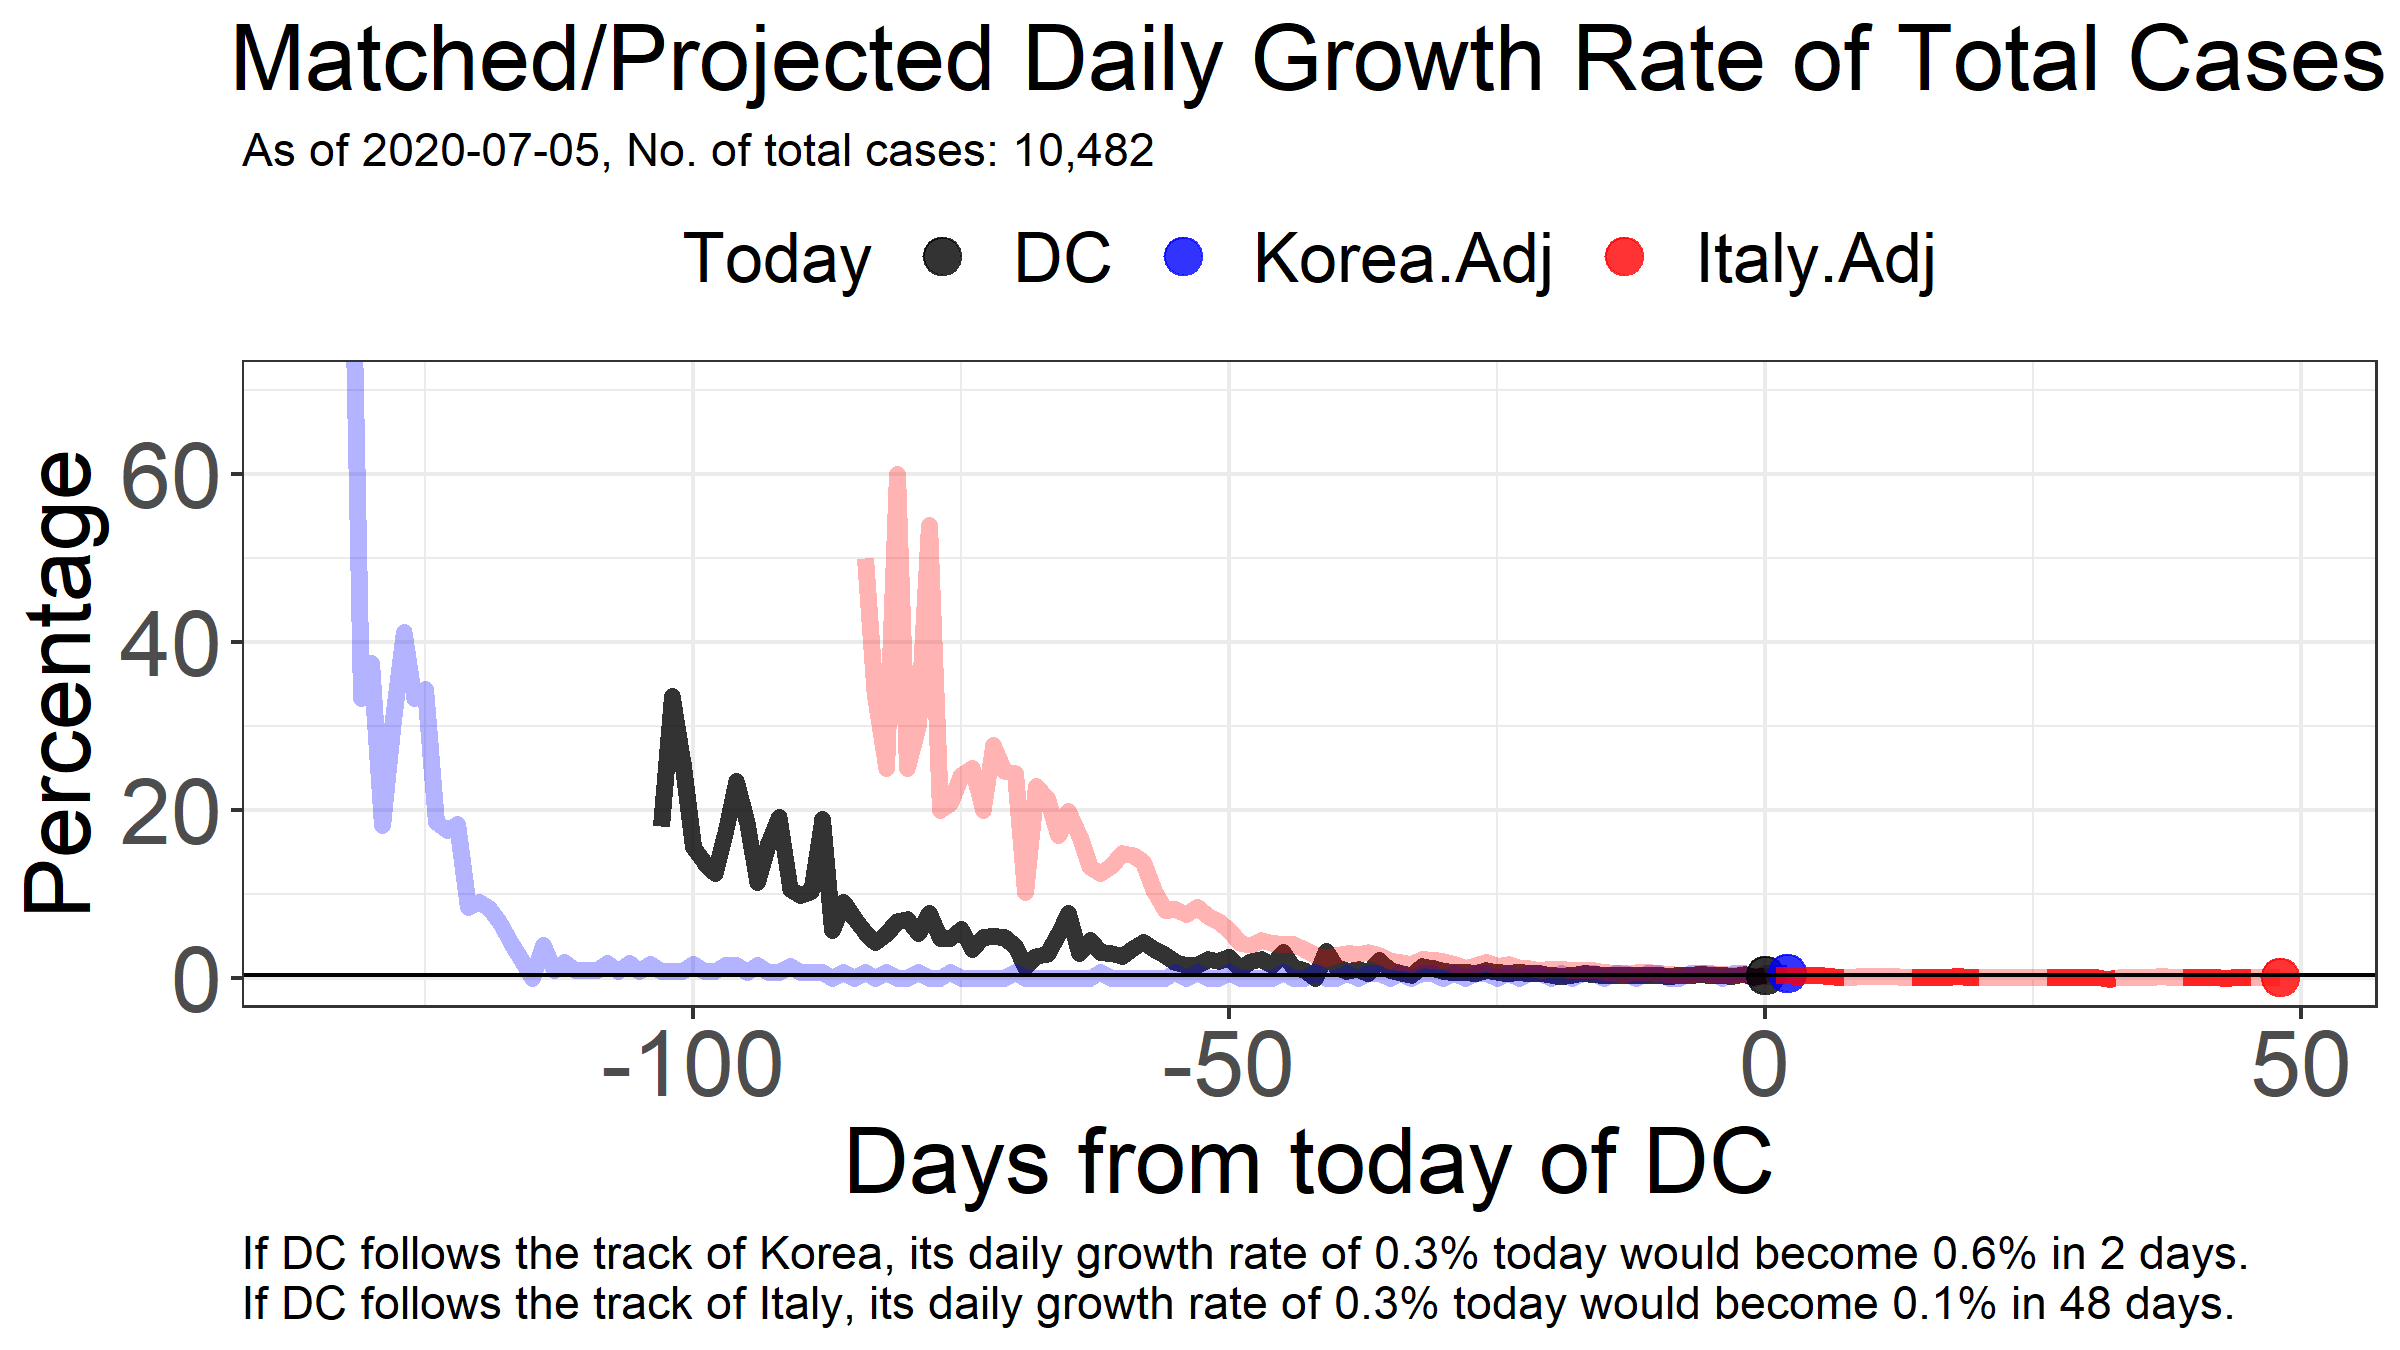 Matched/Projected Daily Growth Rate of Total Cases
As of 2020-07-05, No. of total cases: 10,482
Today DC Korea.Adj Italy.Adj
Percentage
60
40
20
0
-100 -50 0 50
Days from today of DC
If DC follows the track of Korea, its daily growth rate of 0.3% today would become 0.6% in 2 days.
If DC follows the track of Italy, its daily growth rate of 0.3% today would become 0.1% in 48 days.